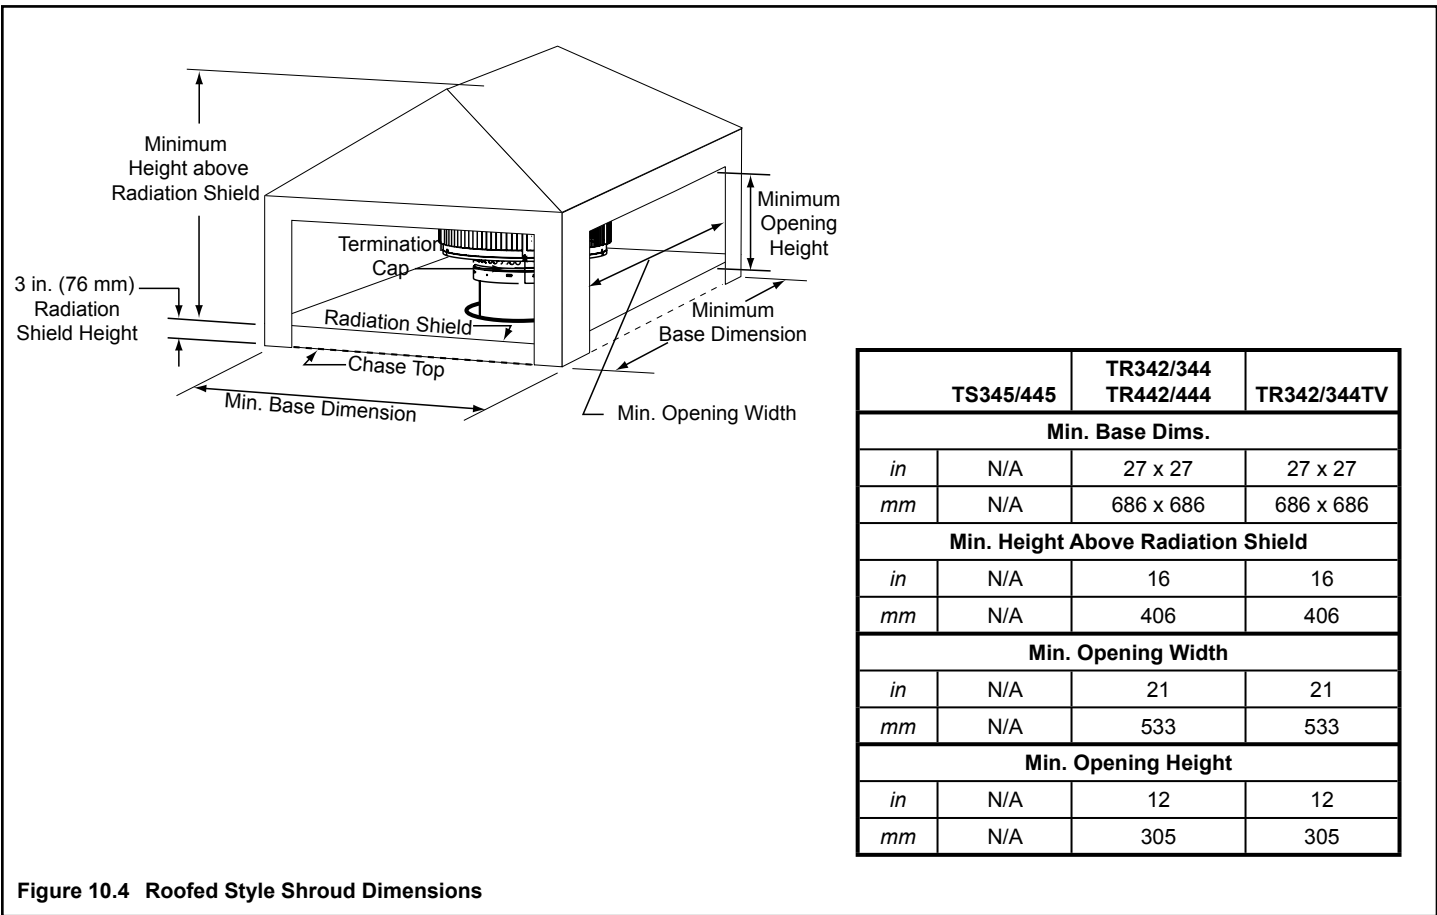 Minimum
Height above
Radiation Shield
3 in. (76 mm)
Radiation
Shield Height
Termination
Cap
Radiation Shield
Chase Top
Min. Base Dimension
Minimum
Opening
Height
Minimum
Base Dimension
Min. Opening Width
TS345/445 TR342/344 TR442/444 TR342/344TV
Min. Base Dims.
in N/A 27 x 27 27 x 27
mm N/A 686 x 686 686 x 686
Min. Height Above Radiation Shield
in N/A 16 16
mm N/A 406 406
Min. Opening Width
in N/A 21 21
mm N/A 533 533
Min. Opening Height
in N/A 12 12
mm N/A 305 305
Figure 10.4 Roofed Style Shroud Dimensions